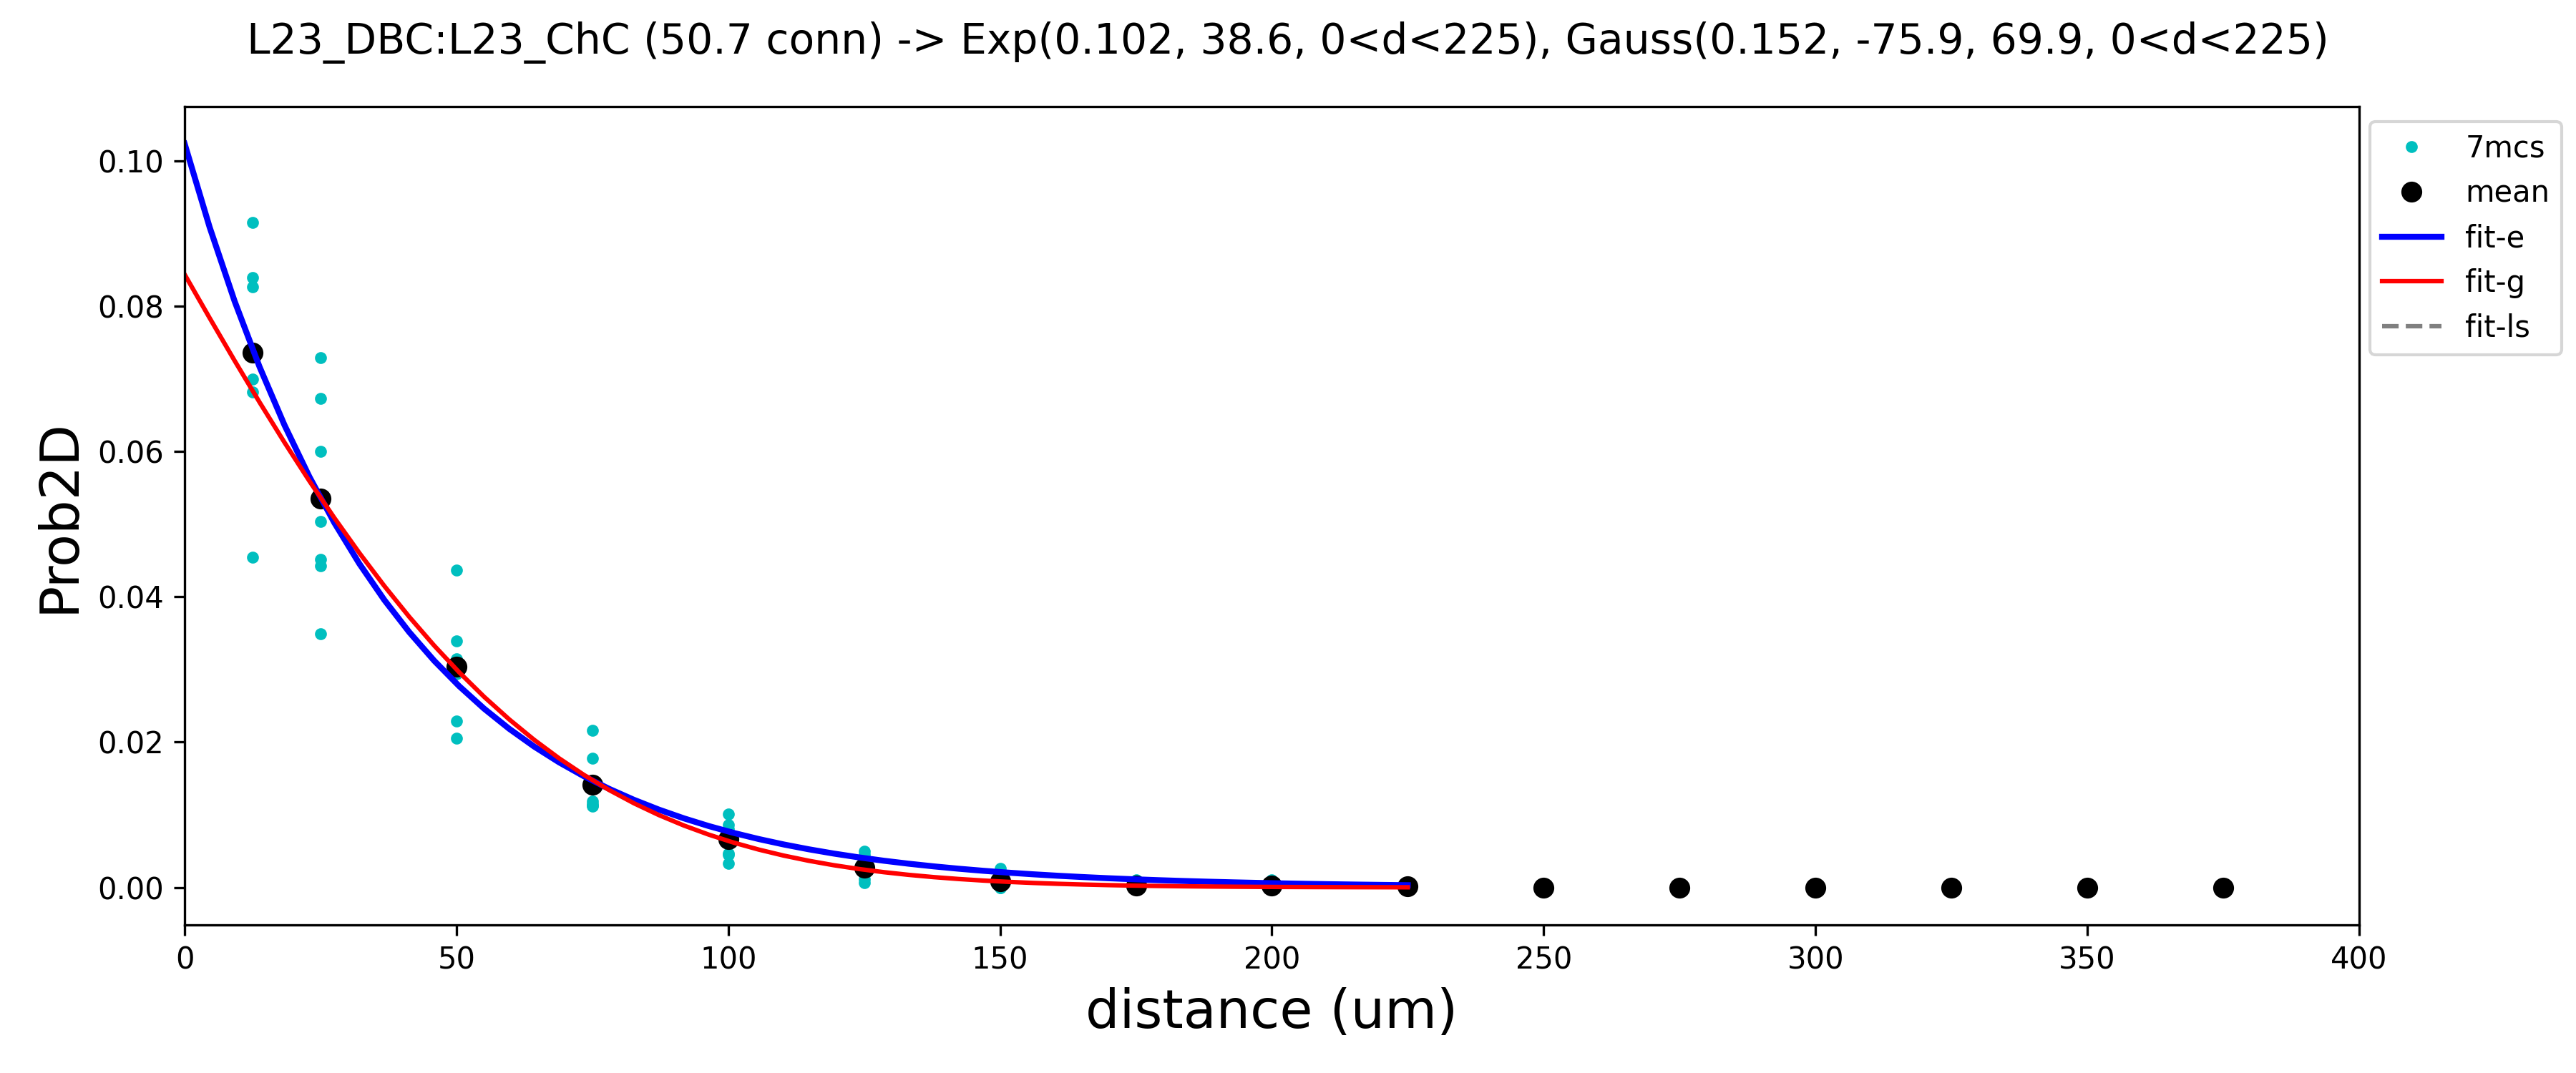 L23_DBC:L23_ChC (50.7 conn) -> Exp(0.102, 38.6, 0<d<225), Gauss(0.152, -75.9, 69.9, 0<d<225)
7mcs
mean
fit-e
fit-g
fit-ls
Prob2D
0.10
0.08
0.06
0.04
0.02
0.00
0 50 100 150 200 250 300 350 400
distance (um)